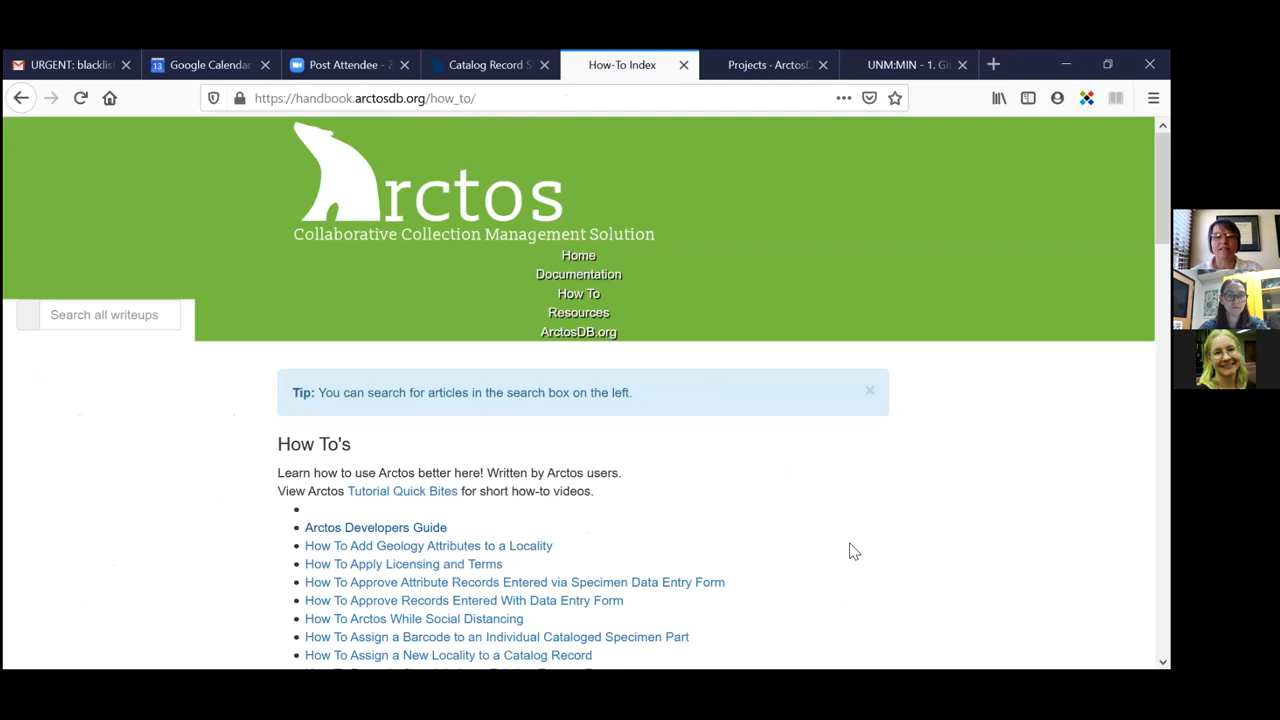 URGENT: blacklis
Google Calendar
Post Attendee - Z
Catalog Record S
How-To Index
Projects - ArctosD
UNM:MIN - 1. Gi
https://handbook.arctosdb.org/how_to/
Arctos
Collaborative Collection Management Solution
Home
Documentation
How To
Resources
ArctosDB.org
Search all writeups
Tip: You can search for articles in the search box on the left.
How To's
Learn how to use Arctos better here! Written by Arctos users.
View Arctos Tutorial Quick Bites for short how-to videos.
Arctos Developers Guide
How To Add Geology Attributes to a Locality
How To Apply Licensing and Terms
How To Approve Attribute Records Entered via Specimen Data Entry Form
How To Approve Records Entered With Data Entry Form
How To Arctos While Social Distancing
How To Assign a Barcode to an Individual Cataloged Specimen Part
How To Assign a New Locality to a Catalog Record